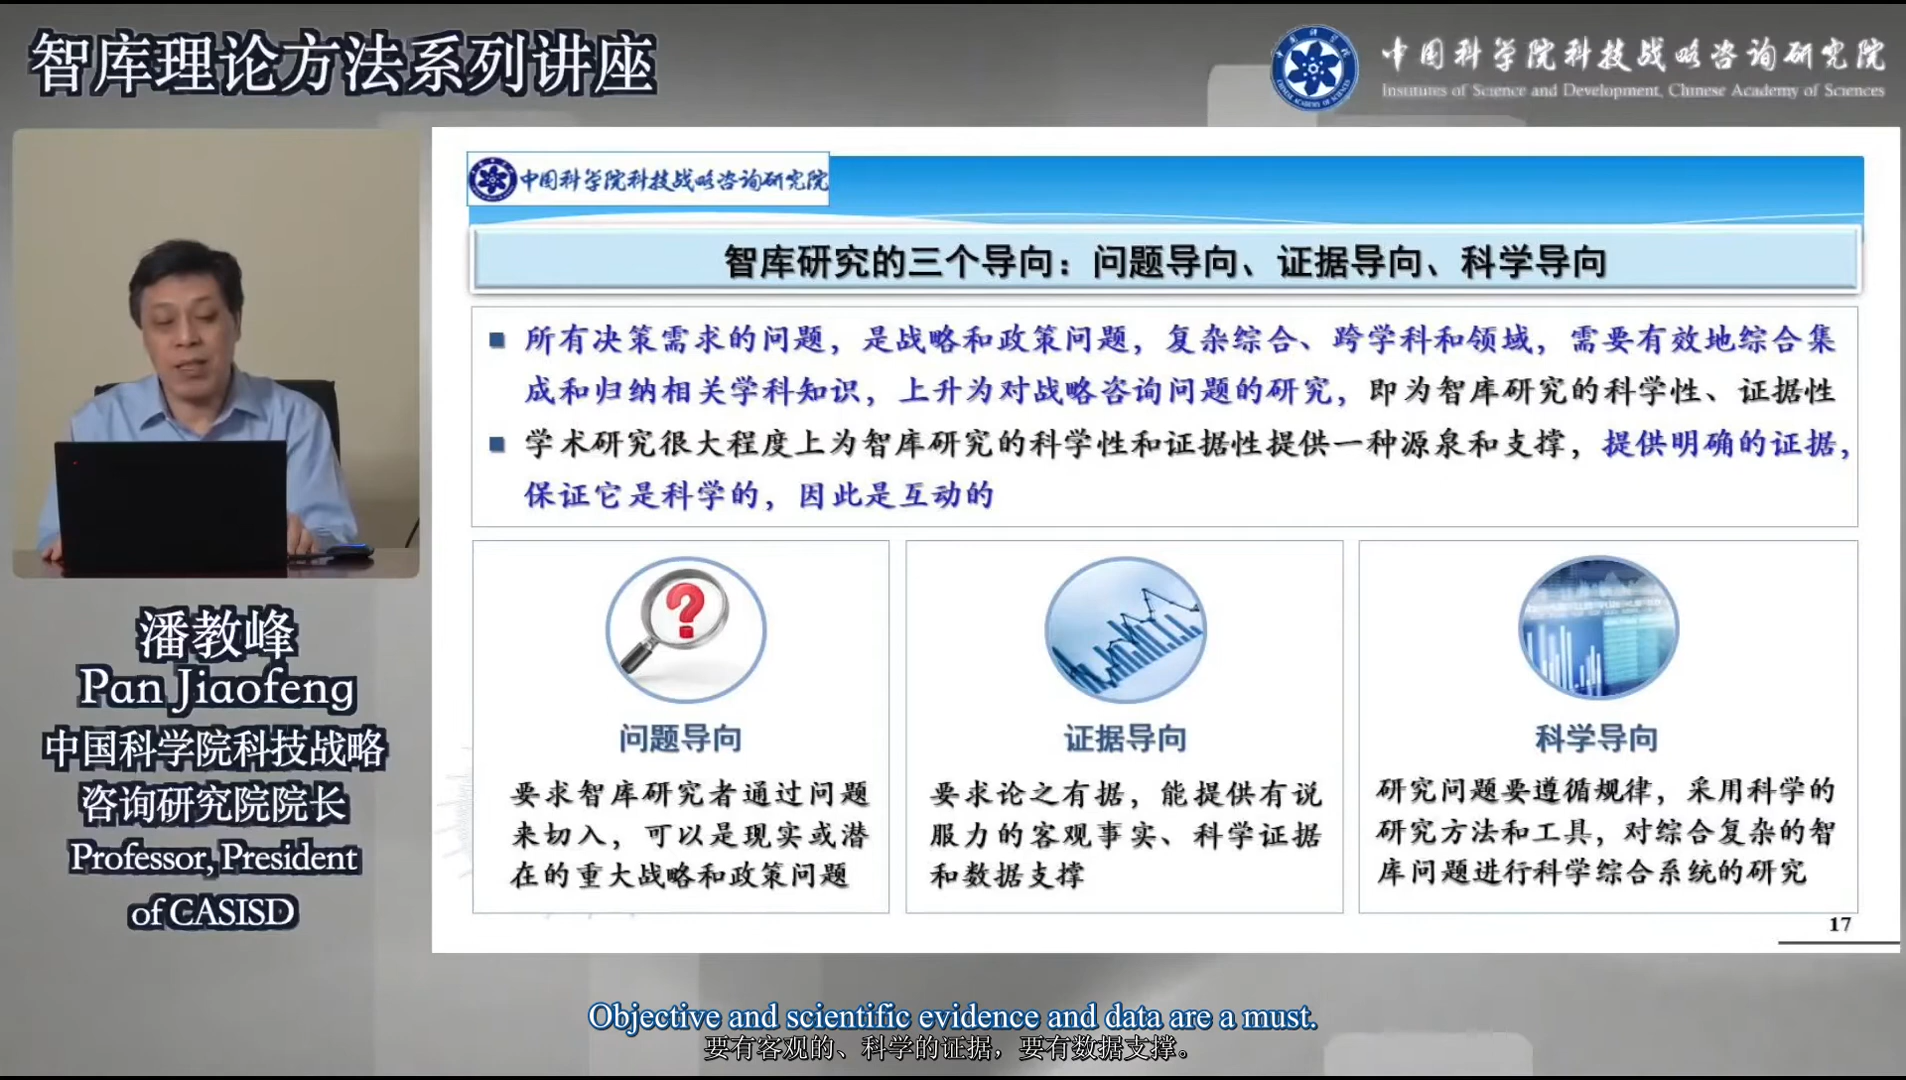 智库理论方法系列讲座
中国科学院科技战略咨询研究院
Institutes of Science and Development, Chinese Academy of Sciences
中国科学院科技战略咨询研究院
智库研究的三个导向：问题导向、证据导向、科学导向
所有决策需求的问题，是战略和政策问题，复杂综合、跨学科和领域，需要有效地综合集
成和归纳相关学科知识，上升为对战略咨询问题的研究，即为智库研究的科学性、证据性
学术研究很大程度上为智库研究的科学性和证据性提供一种源泉和支撑，提供明确的证据，
保证它是科学的，因此是互动的
问题导向
要求智库研究者通过问题
来切入，可以是现实或潜
在的重大战略和政策问题
证据导向
要求论之有据，能提供有说
服力的客观事实、科学证据
和数据支撑
科学导向
研究问题要遵循规律，采用科学的
研究方法和工具，对综合复杂的智
库问题进行科学综合系统的研究
17
潘教峰
Pan Jiaofeng
中国科学院科技战略
咨询研究院院长
Professor, President
of CASISD
Objective and scientific evidence and data are a must.
要有客观的、科学的证据，要有数据支撑。